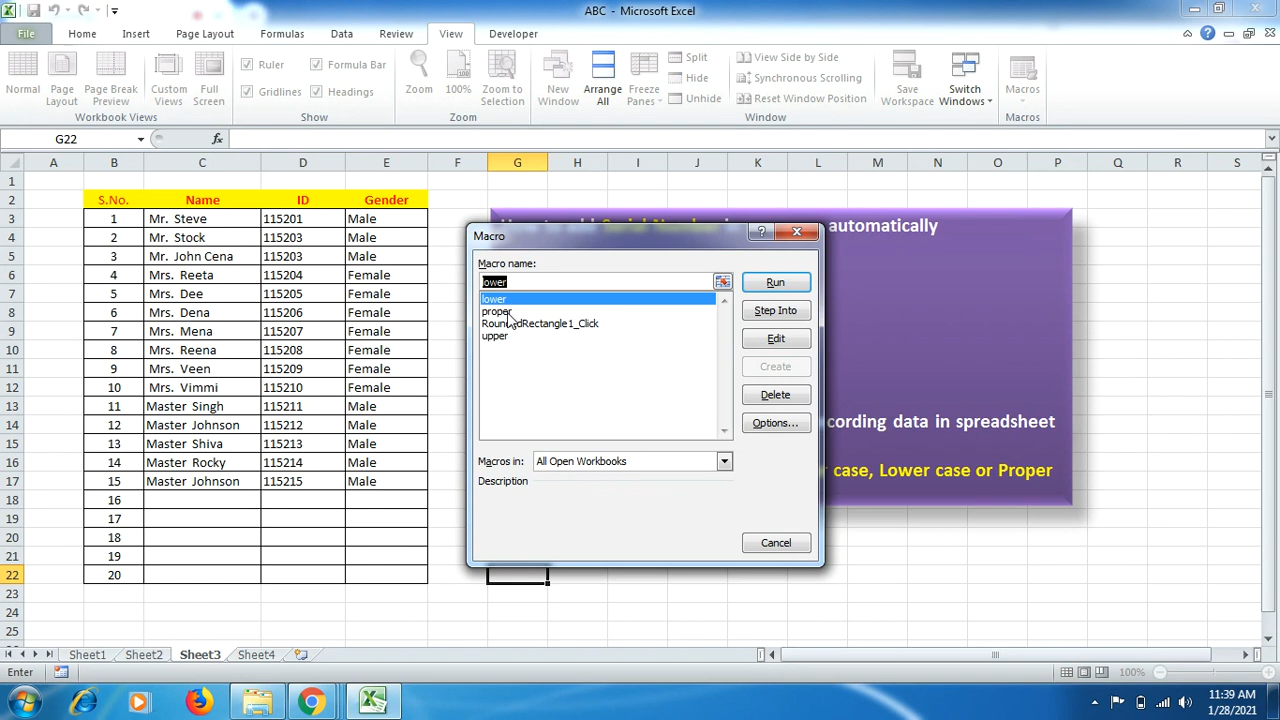 ABC - Microsoft Excel
File Home Insert Page Layout Formulas Data Review View Developer
Normal Page Layout Page Break Preview Custom Views Full Screen
Workbook Views
Ruler Formula Bar
Gridlines Headings
Show
Zoom 100% Zoom to Selection
Zoom
New Window Arrange All Freeze Panes
Split
Hide
Unhide
View Side by Side
Synchronous Scrolling
Reset Window Position
Save Workspace Switch Windows
Window
Macros
Macros
G22 fx
A B C D E F G H I J K L M N O P Q R S
1
2 S.No. Name ID Gender
3 1 Mr. Steve 115201 Male
4 2 Mr. Stock 115203 Male
5 3 Mr. John Cena 115203 Male
6 4 Mrs. Reeta 115204 Female
7 5 Mrs. Dee 115205 Female
8 6 Mrs. Dena 115206 Female
9 7 Mrs. Mena 115207 Female
10 8 Mrs. Reena 115208 Female
11 9 Mrs. Veen 115209 Female
12 10 Mrs. Vimmi 115210 Female
13 11 Master Singh 115211 Male
14 12 Master Johnson 115212 Male
15 13 Master Shiva 115213 Male
16 14 Master Rocky 115214 Male
17 15 Master Johnson 115215 Male
18 16
19 17
20 18
21 19
22 20
23
24
25
automatically
cording data in spreadsheet
case, Lower case or Proper
Macro
Macro name:
lower
lower
proper
RoundedRectangle1_Click
upper
Run
Step Into
Edit
Create
Delete
Options...
Macros in: All Open Workbooks
Description
Cancel
Sheet1 Sheet2 Sheet3 Sheet4
Enter 100%
11:39 AM
1/28/2021